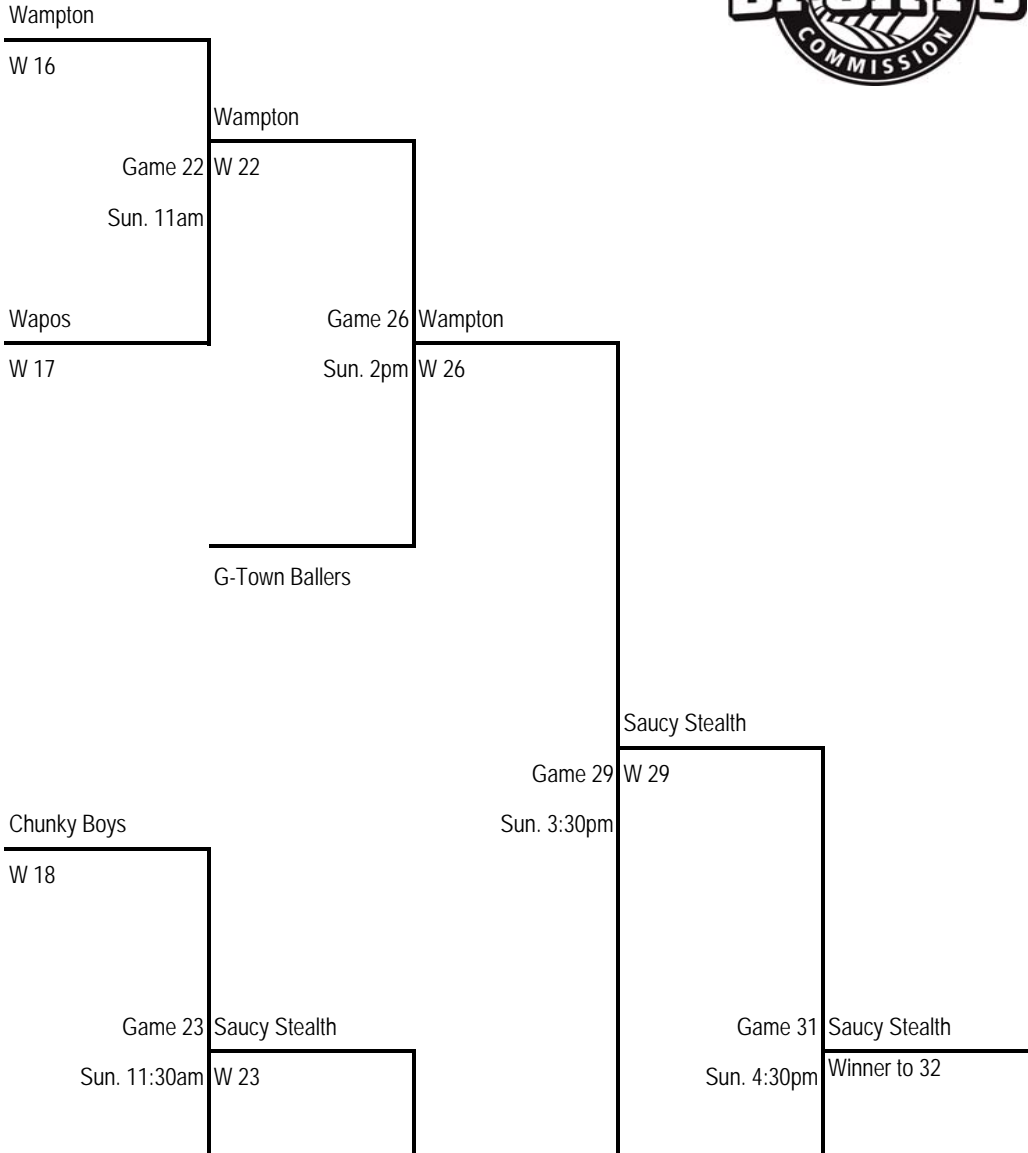 Wampton
COMMISSION
W 16
Wampton
Game 22 W 22
Sun. 11am
Wapos
Game 26 Wampton
W 17
Sun. 2pm W 26
G-Town Ballers
Saucy Stealth
Game 29 W 29
Chunky Boys
Sun. 3:30pm
W 18
Game 23 Saucy Stealth
Game 31 Saucy Stealth
Sun. 11:30am W 23
Sun. 4:30pm Winner to 32